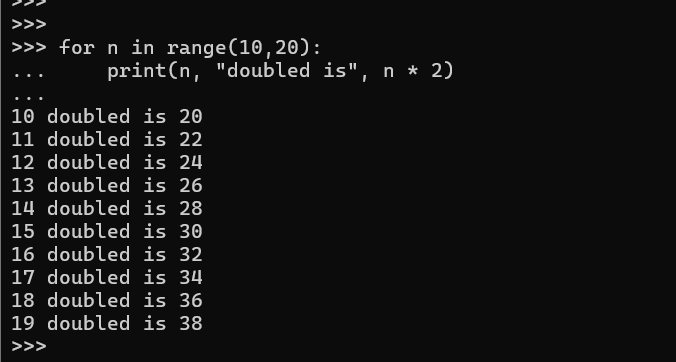 >>>
>>>
>>> for n in range(10,20):
...     print(n, "doubled is", n * 2)
...
10 doubled is 20
11 doubled is 22
12 doubled is 24
13 doubled is 26
14 doubled is 28
15 doubled is 30
16 doubled is 32
17 doubled is 34
18 doubled is 36
19 doubled is 38
>>>